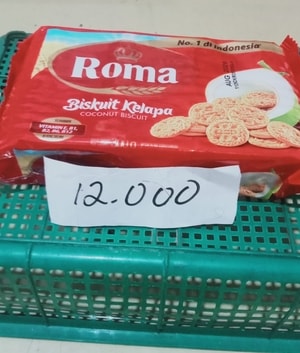 No. 1 di Indonesia
Roma
Biskuit Kelapa
COCONUT BISCUIT
VITAMIN E, B1,
B2, B6, B12
12.000